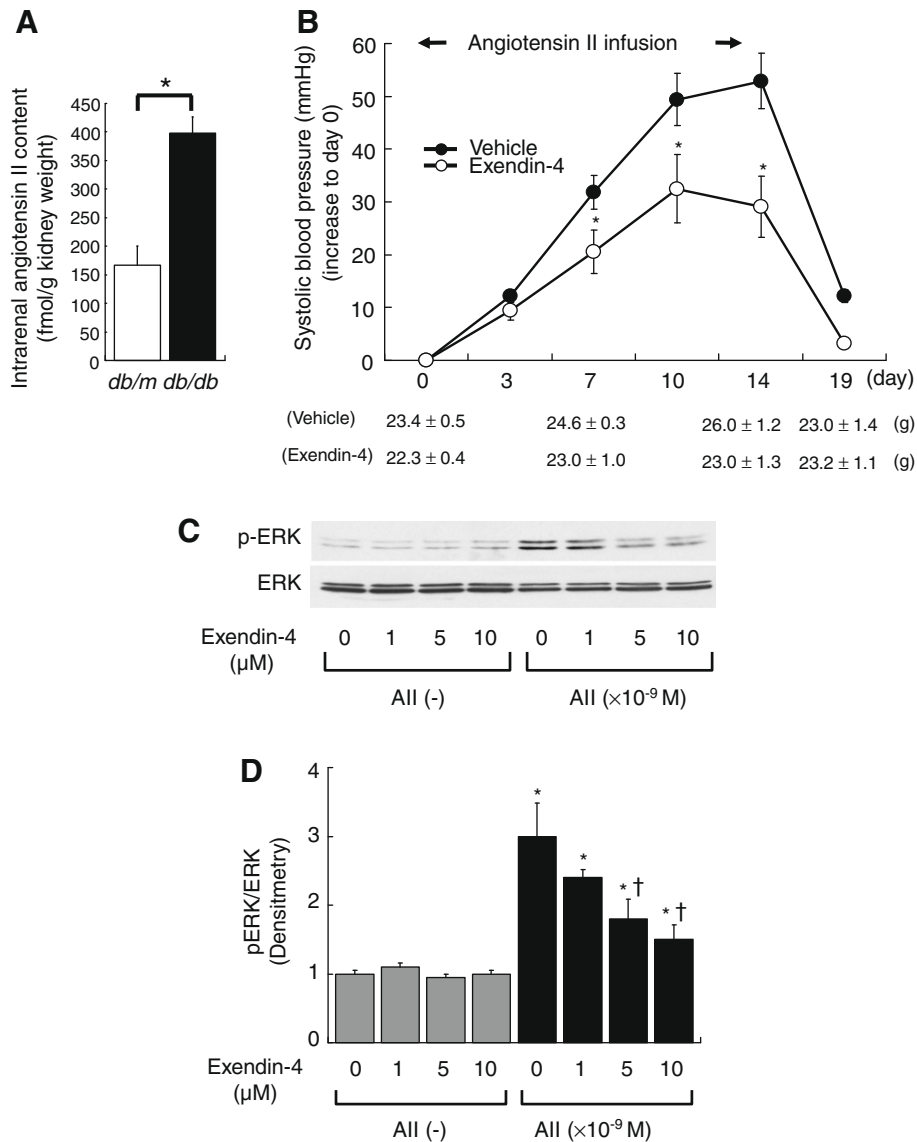 A
Intrarenal angiotensin II content
(fmol/g kidney weight)
*
450
400
350
300
250
200
150
100
50
0
db/m db/db
B
Systolic blood pressure (mmHg)
(increase to day 0)
60
50
40
30
20
10
0
Angiotensin II infusion
Vehicle
Exendin-4
*
*
*
0 3 7 10 14 19 (day)
(Vehicle) 23.4 ± 0.5 24.6 ± 0.3 26.0 ± 1.2 23.0 ± 1.4 (g)
(Exendin-4) 22.3 ± 0.4 23.0 ± 1.0 23.0 ± 1.3 23.2 ± 1.1 (g)
C
p-ERK
ERK
Exendin-4 0 1 5 10 0 1 5 10
(µM)
AII (-) AII (×10⁻⁹ M)
D
pERK/ERK
(Densitmetry)
4
3
2
1
0
*
*
* †
* †
Exendin-4 0 1 5 10 0 1 5 10
(µM)
AII (-) AII (×10⁻⁹ M)